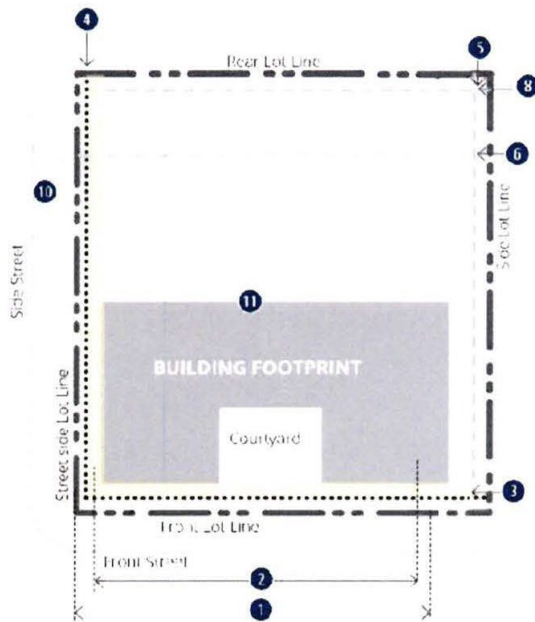 4
Rear Lot Line
5
8
6
10
Side Street
Side Lot Line
11
BUILDING FOOTPRINT
Courtyard
Street side Lot Line
3
Front Lot Line
Front Street
2
1